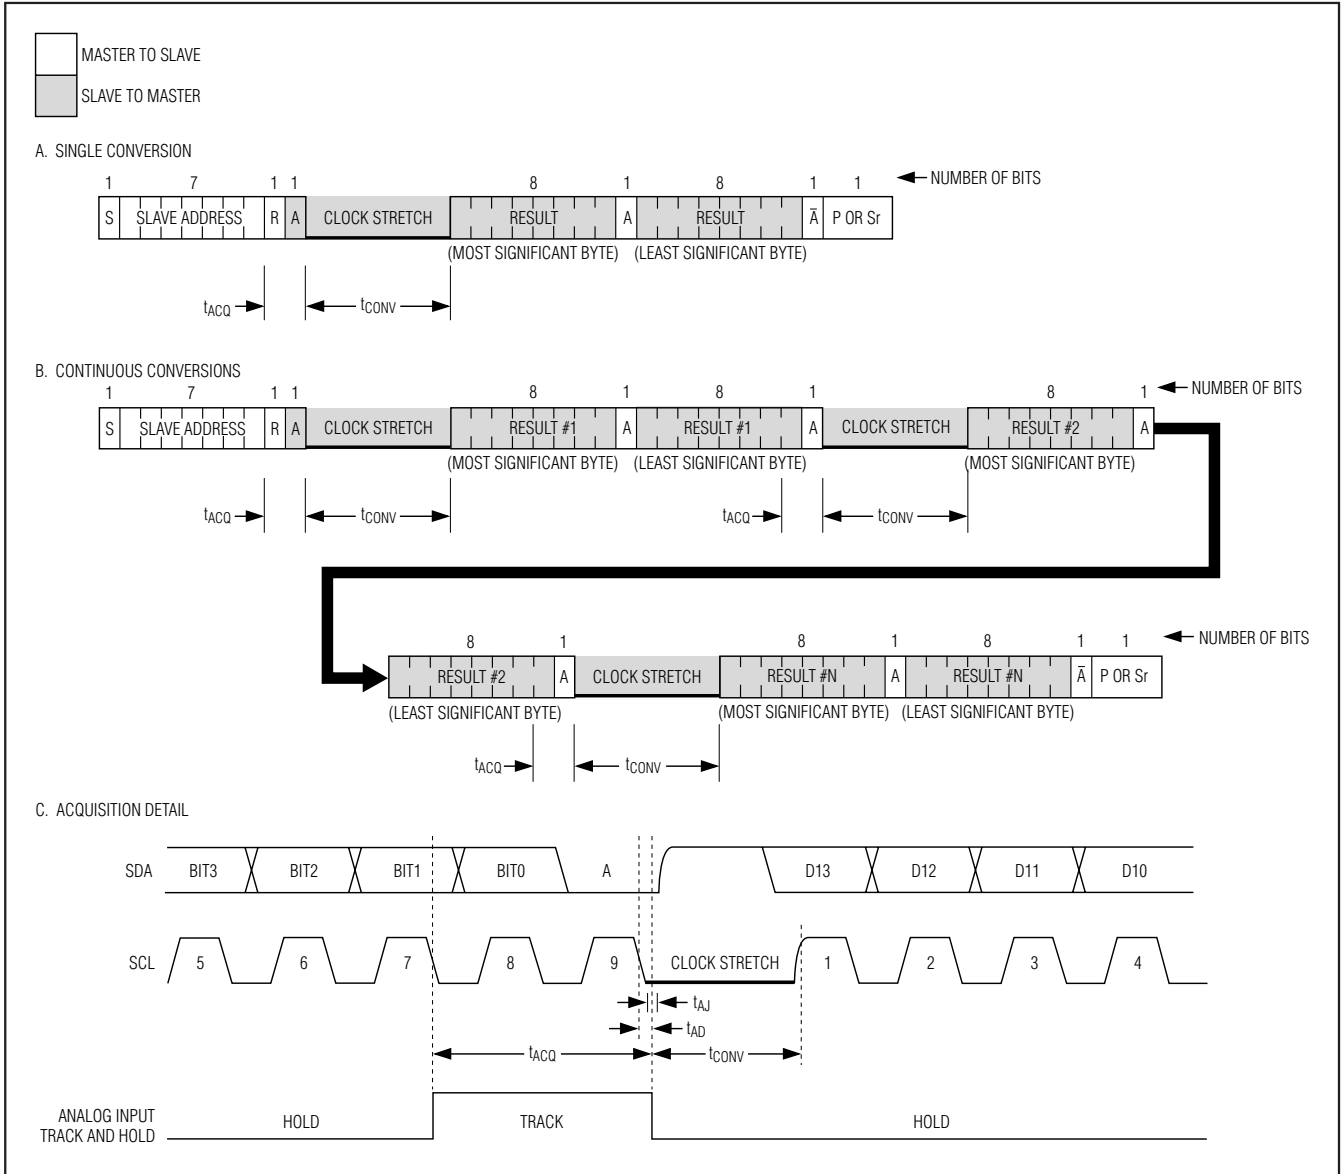 MASTER TO SLAVE
SLAVE TO MASTER
A. SINGLE CONVERSION
1 7 1 1 8 1 8 1 1 NUMBER OF BITS
S SLAVE ADDRESS R A CLOCK STRETCH RESULT A RESULT A̅ P OR Sr
(MOST SIGNIFICANT BYTE) (LEAST SIGNIFICANT BYTE)
tACQ tCONV
B. CONTINUOUS CONVERSIONS
1 7 1 1 8 1 8 1 8 1 NUMBER OF BITS
S SLAVE ADDRESS R A CLOCK STRETCH RESULT #1 A RESULT #1 A CLOCK STRETCH RESULT #2 A
(MOST SIGNIFICANT BYTE) (LEAST SIGNIFICANT BYTE) (MOST SIGNIFICANT BYTE)
tACQ tCONV tACQ tCONV
8 1 8 1 8 1 1 NUMBER OF BITS
RESULT #2 A CLOCK STRETCH RESULT #N A RESULT #N A̅ P OR Sr
(LEAST SIGNIFICANT BYTE) (MOST SIGNIFICANT BYTE) (LEAST SIGNIFICANT BYTE)
tACQ tCONV
C. ACQUISITION DETAIL
SDA BIT3 BIT2 BIT1 BIT0 A D13 D12 D11 D10
SCL 5 6 7 8 9 CLOCK STRETCH 1 2 3 4
tAJ
tAD
tACQ tCONV
ANALOG INPUT
TRACK AND HOLD
HOLD TRACK HOLD